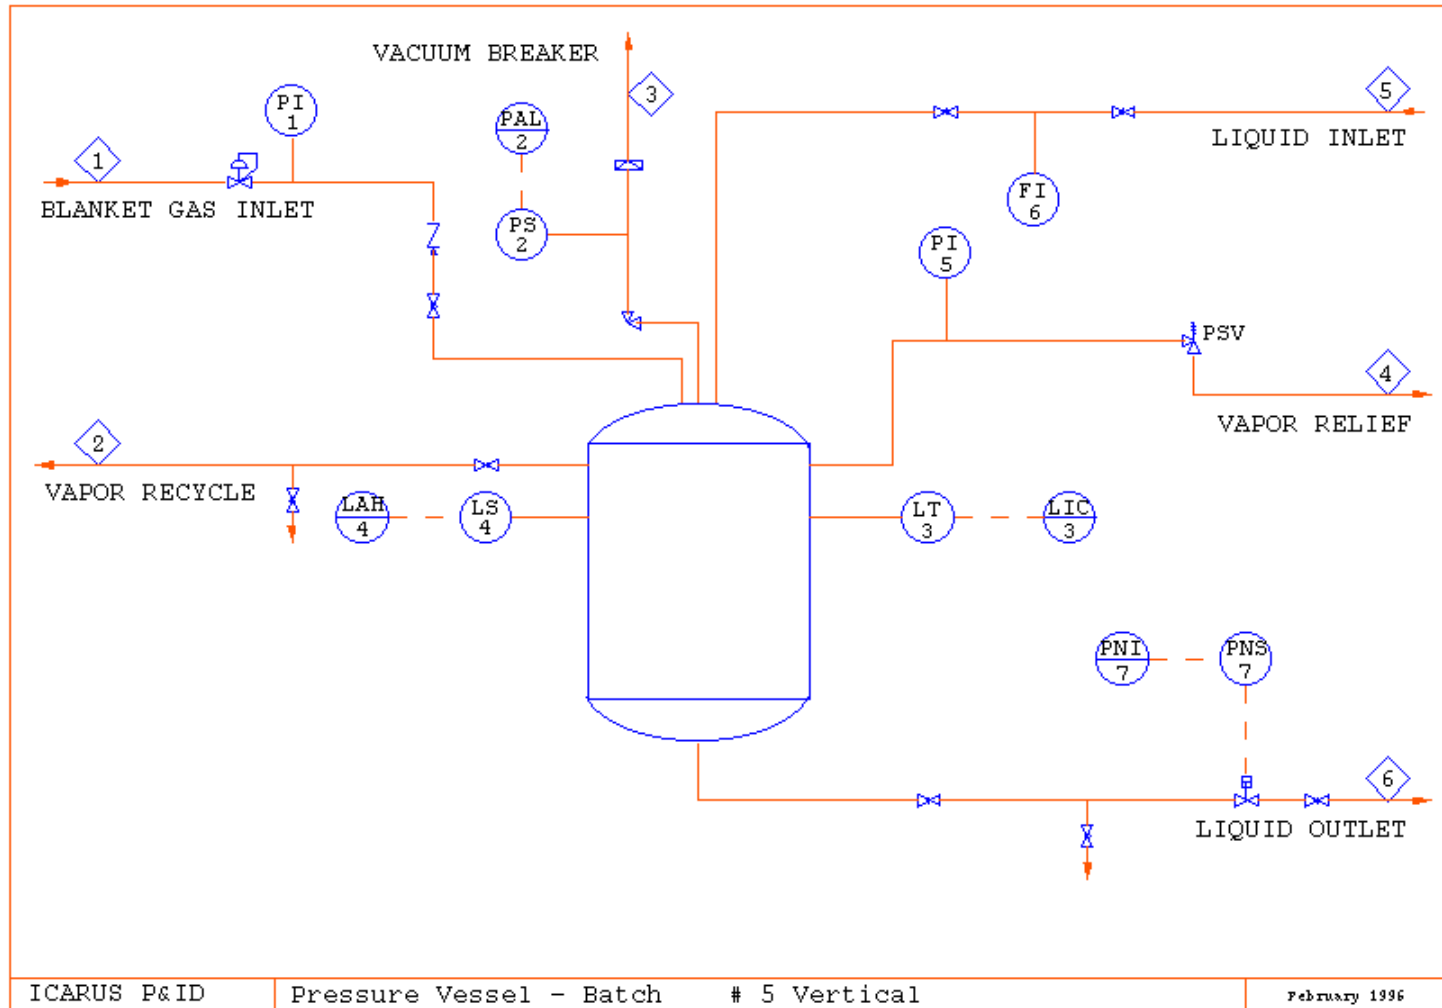 VACUUM BREAKER
3
5
PI
1
PAL
2
LIQUID INLET
1
BLANKET GAS INLET
FI
6
PS
2
PI
5
PSV
4
VAPOR RELIEF
2
VAPOR RECYCLE
LAH
4
LS
4
LT
3
LIC
3
PNI
7
PNS
7
6
LIQUID OUTLET
ICARUS P&ID
Pressure Vessel - Batch # 5 Vertical
February 1996